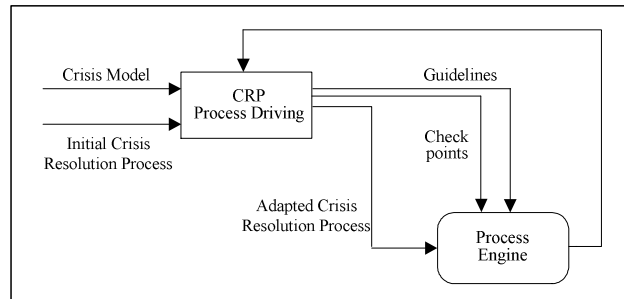 Crisis Model
Initial Crisis
Resolution Process
CRP
Process Driving
Guidelines
Check
points
Adapted Crisis
Resolution Process
Process
Engine